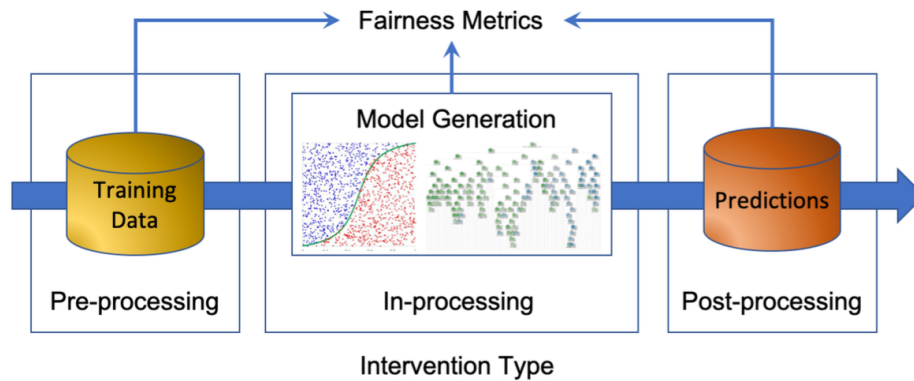 Fairness Metrics
Model Generation
Training
Data
Predictions
Pre-processing
In-processing
Post-processing
Intervention Type